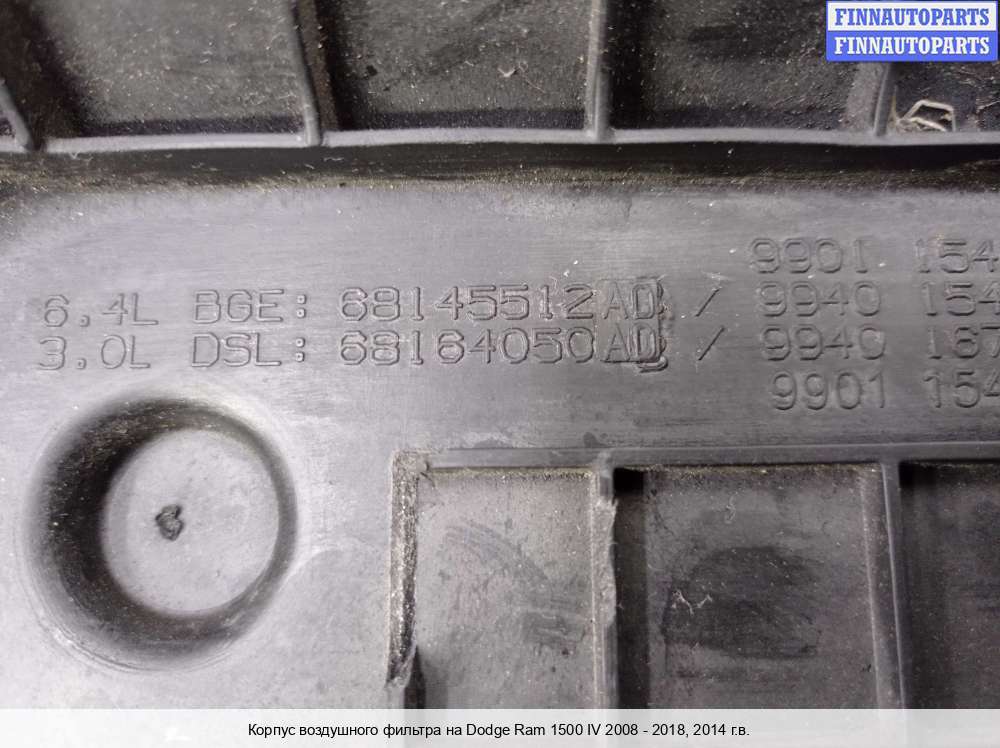 FINNAUTOPARTS
FINNAUTOPARTS
9901 154
6.4L BGE: 68145512AD / 9940 154
3.0L DSL: 68164050AD / 9940 167
9901 154
Корпус воздушного фильтра на Dodge Ram 1500 IV 2008 - 2018, 2014 г.в.